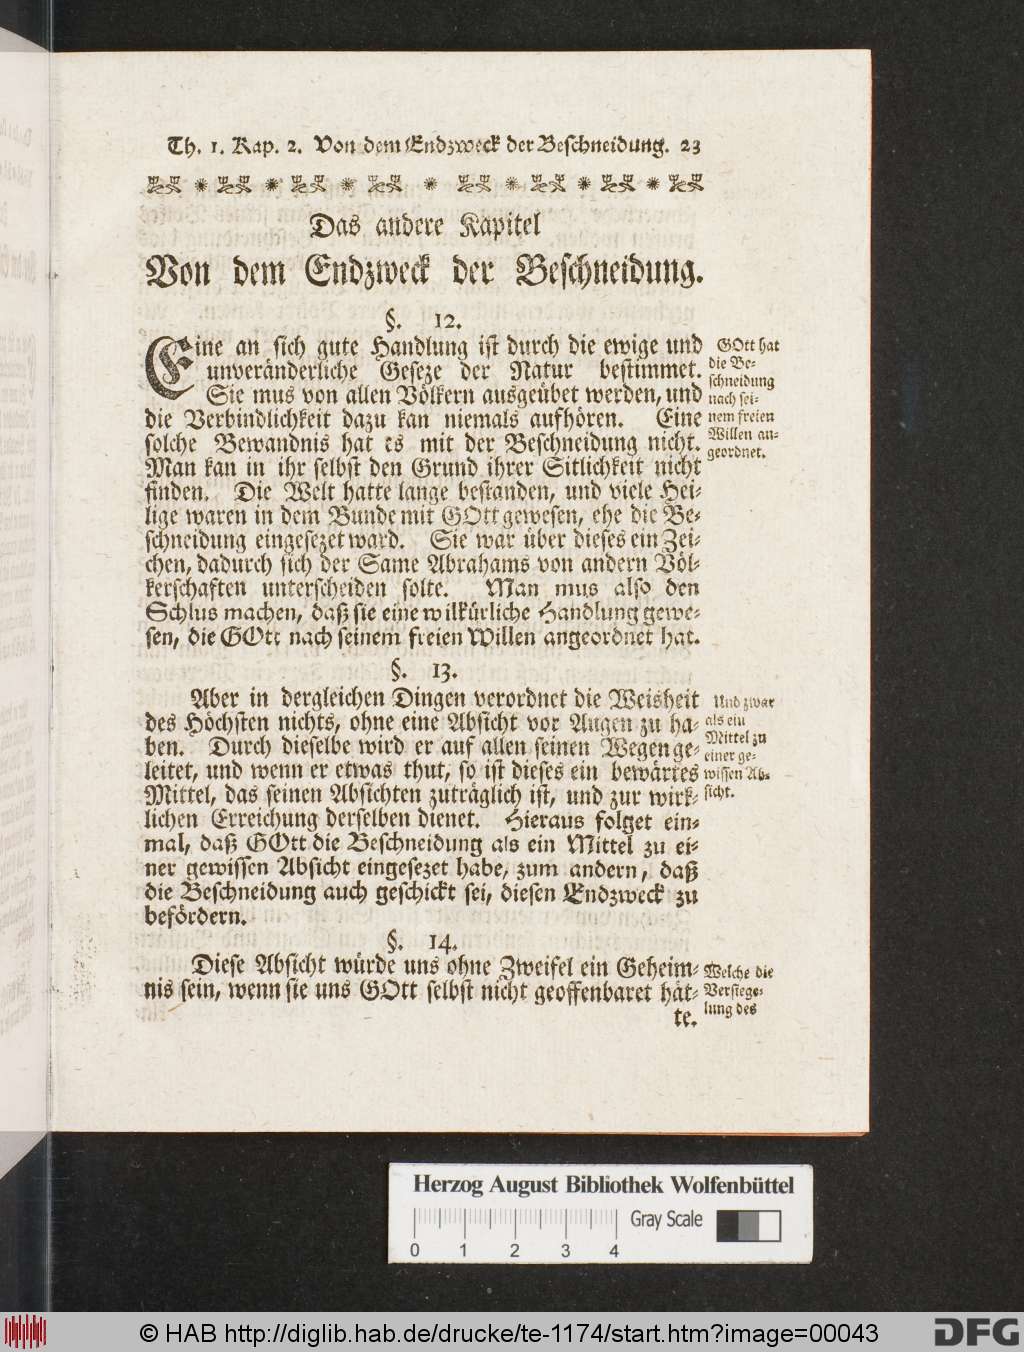 Th. 1. Kap. 2. Von dem Endzweck der Beschneidung. 23
Das andere Kapitel
Von dem Endzweck der Beschneidung.
§. 12.
Eine an sich gute Handlung ist durch die ewige und
unveränderliche Geseze der Natur bestimmet.
Sie mus von allen Völkern ausgeübet werden, und
die Verbindlichkeit dazu kan niemals aufhören. Eine
solche Bewandnis hat es mit der Beschneidung nicht.
Man kan in ihr selbst den Grund ihrer Sitlichkeit nicht
finden. Die Welt hatte lange bestanden, und viele Hei-
lige waren in dem Bunde mit GOtt gewesen, ehe die Be-
schneidung eingesezet ward. Sie war über dieses ein Zei-
chen, dadurch sich der Same Abrahams von andern Völ-
kerschaften unterscheiden solte. Man mus also den
Schlus machen, daß sie eine wilkürliche Handlung gewe-
sen, die GOtt nach seinem freien Willen angeordnet hat.
GOtt hat
die Be-
schneidung
nach sei-
nem freien
Willen an-
geordnet.
§. 13.
Aber in dergleichen Dingen verordnet die Weisheit
des Höchsten nichts, ohne eine Absicht vor Augen zu ha-
ben. Durch dieselbe wird er auf allen seinen Wegen ge-
leitet, und wenn er etwas thut, so ist dieses ein bewärtes
Mittel, das seinen Absichten zuträglich ist, und zur wirk-
lichen Erreichung derselben dienet. Hieraus folget ein-
mal, daß GOtt die Beschneidung als ein Mittel zu ei-
ner gewissen Absicht eingesezet habe, zum andern, daß
die Beschneidung auch geschickt sei, diesen Endzweck zu
befördern.
Und zwar
als ein
Mittel zu
einer ge-
wissen Ab-
sicht.
§. 14.
Diese Absicht würde uns ohne Zweifel ein Geheim-
nis sein, wenn sie uns GOtt selbst nicht geoffenbaret hät-
te.
Welche die
Versiege-
lung des
Herzog August Bibliothek Wolfenbüttel
Gray Scale
0 1 2 3 4
© HAB http://diglib.hab.de/drucke/te-1174/start.htm?image=00043
DFG